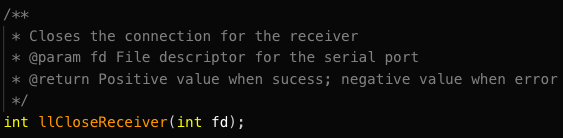 /**
* Closes the connection for the receiver
* @param fd File descriptor for the serial port
* @return Positive value when sucess; negative value when error
*/
int llCloseReceiver(int fd);